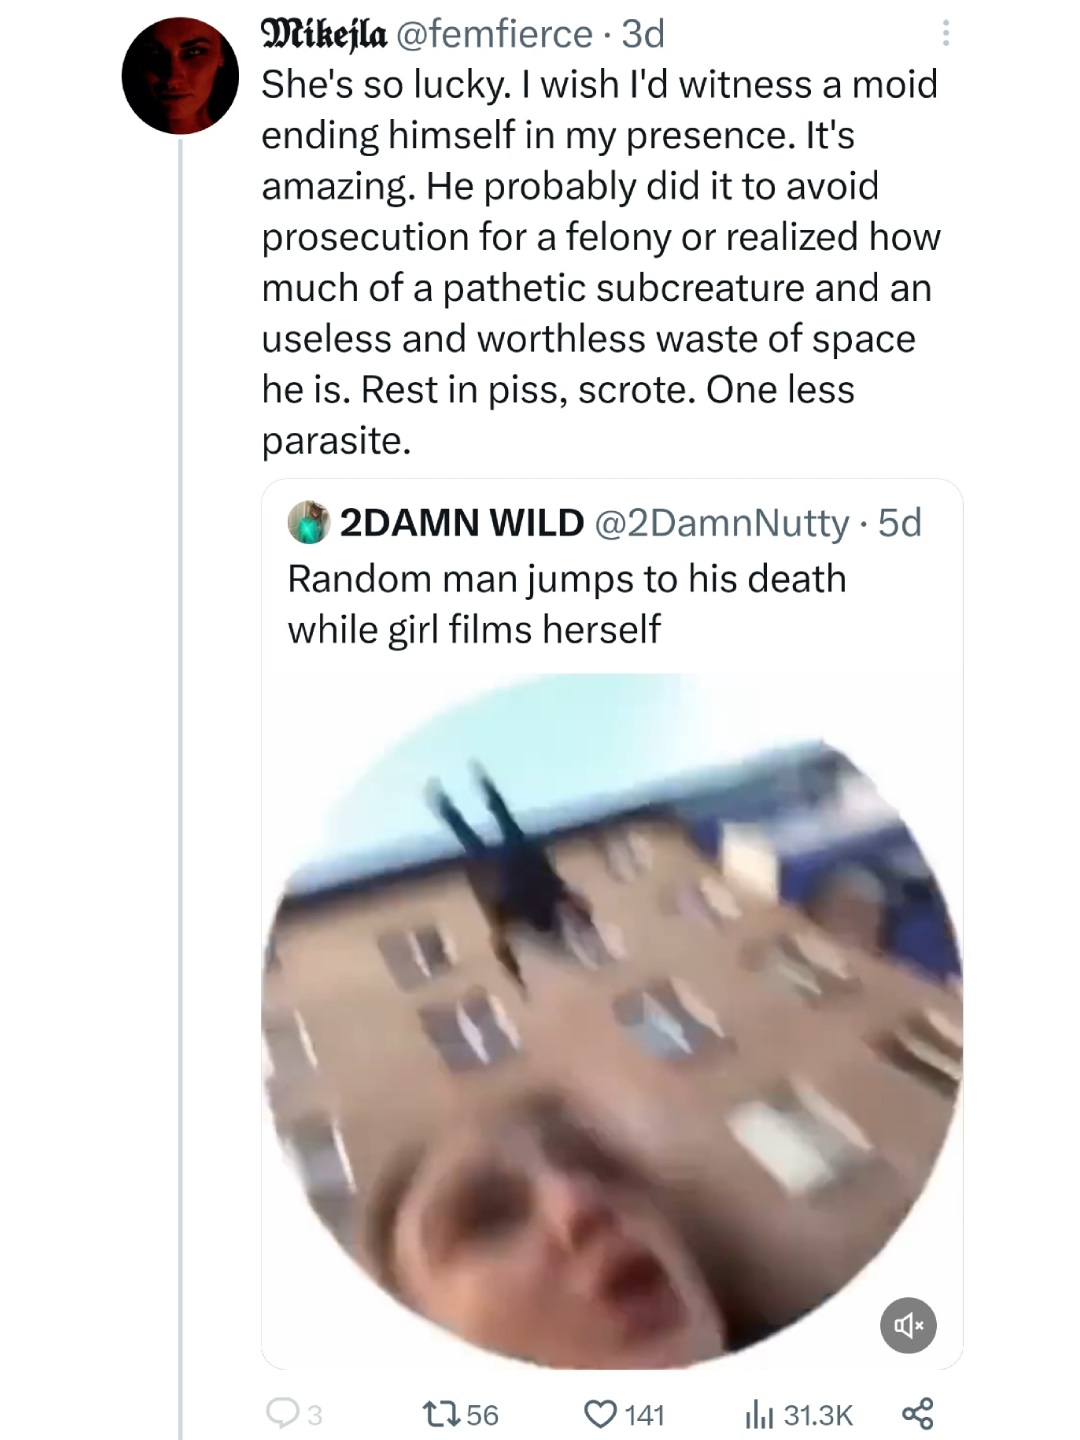 Mikejla @femfierce · 3d
She's so lucky. I wish I'd witness a moid
ending himself in my presence. It's
amazing. He probably did it to avoid
prosecution for a felony or realized how
much of a pathetic subcreature and an
useless and worthless waste of space
he is. Rest in piss, scrote. One less
parasite.
2DAMN WILD @2DamnNutty · 5d
Random man jumps to his death
while girl films herself
3 56 141 31.3K